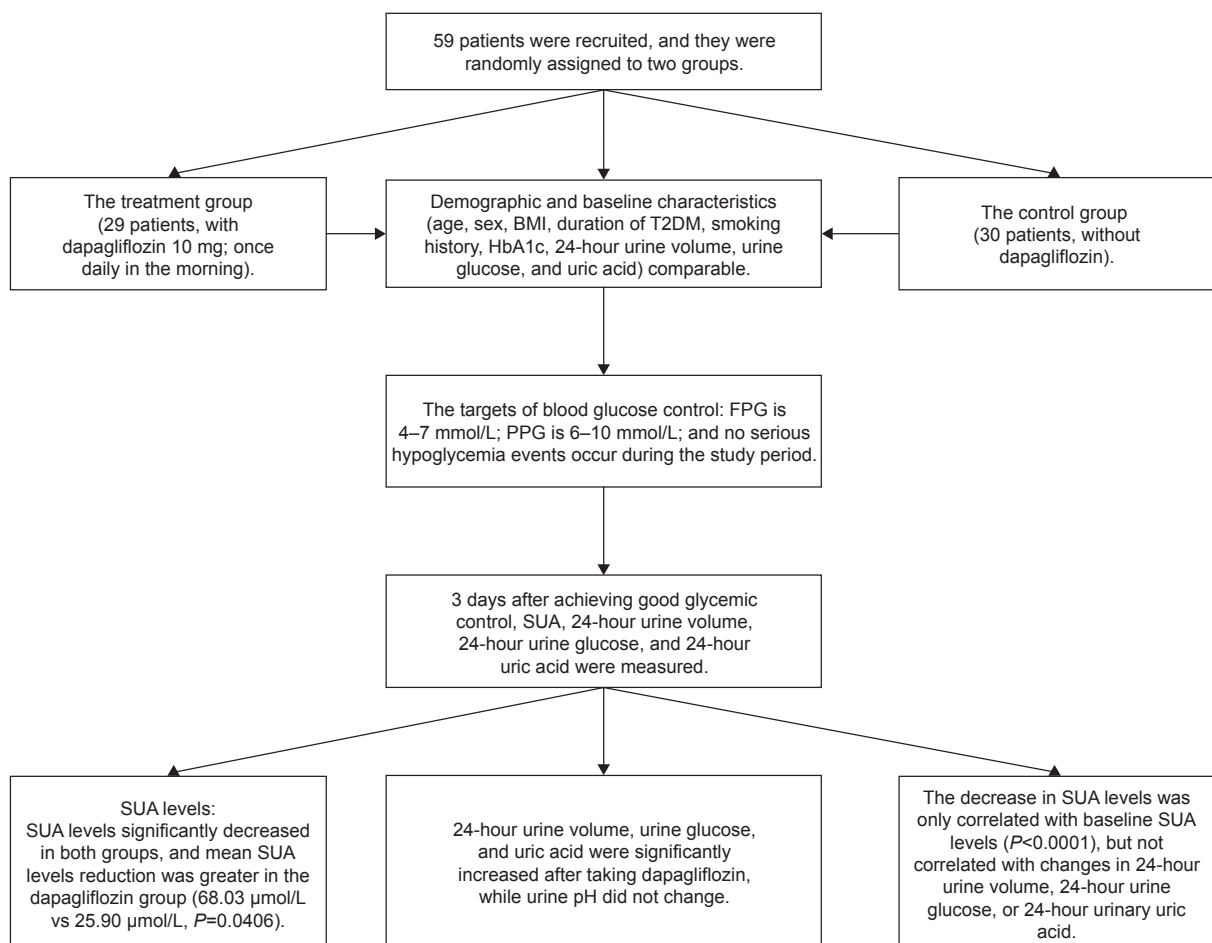 59 patients were recruited, and they were
randomly assigned to two groups.
The treatment group
(29 patients, with
dapagliflozin 10 mg; once
daily in the morning).
Demographic and baseline characteristics
(age, sex, BMI, duration of T2DM, smoking
history, HbA1c, 24-hour urine volume, urine
glucose, and uric acid) comparable.
The control group
(30 patients, without
dapagliflozin).
The targets of blood glucose control: FPG is
4–7 mmol/L; PPG is 6–10 mmol/L; and no serious
hypoglycemia events occur during the study period.
3 days after achieving good glycemic
control, SUA, 24-hour urine volume,
24-hour urine glucose, and 24-hour
uric acid were measured.
SUA levels:
SUA levels significantly decreased
in both groups, and mean SUA
levels reduction was greater in the
dapagliflozin group (68.03 μmol/L
vs 25.90 μmol/L, P=0.0406).
24-hour urine volume, urine glucose,
and uric acid were significantly
increased after taking dapagliflozin,
while urine pH did not change.
The decrease in SUA levels was
only correlated with baseline SUA
levels (P<0.0001), but not
correlated with changes in 24-hour
urine volume, 24-hour urine
glucose, or 24-hour urinary uric
acid.